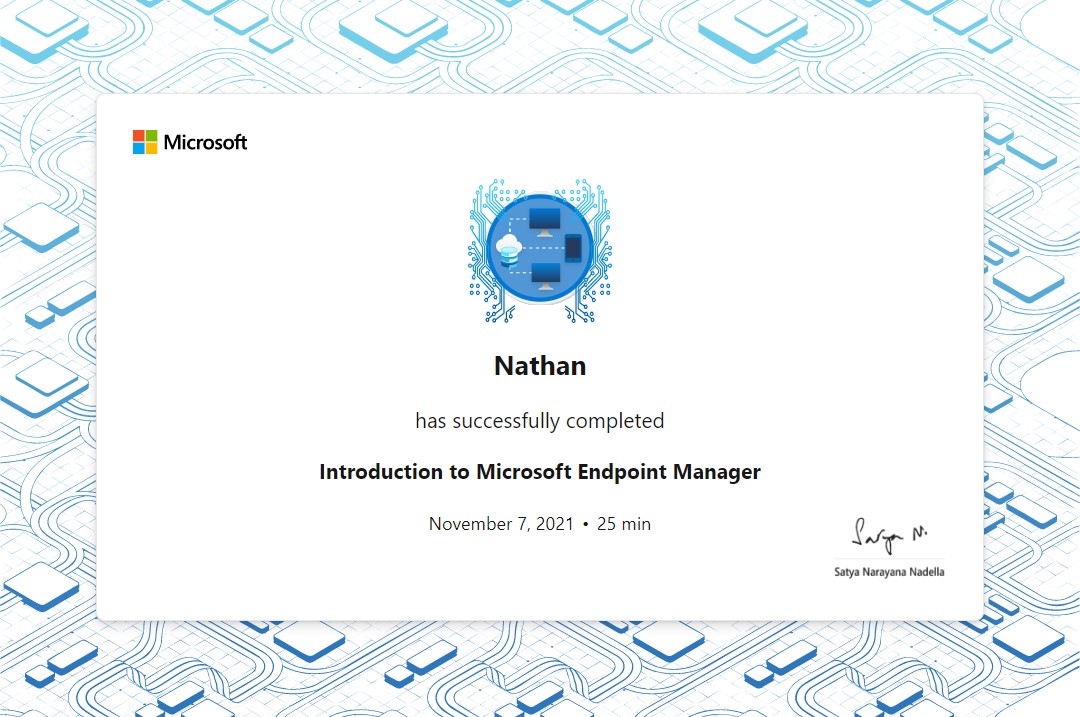 Microsoft
Nathan
has successfully completed
Introduction to Microsoft Endpoint Manager
November 7, 2021 • 25 min
Satya N.
Satya Narayana Nadella